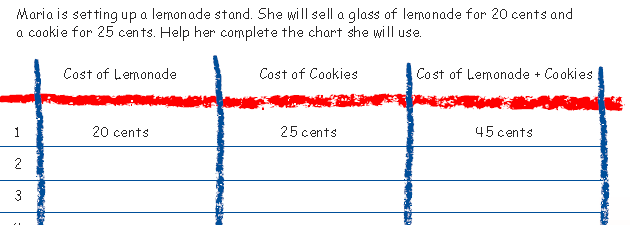 Maria is setting up a lemonade stand. She will sell a glass of lemonade for 20 cents and
a cookie for 25 cents. Help her complete the chart she will use.
Cost of Lemonade Cost of Cookies Cost of Lemonade + Cookies
1 20 cents 25 cents 45 cents
2
3